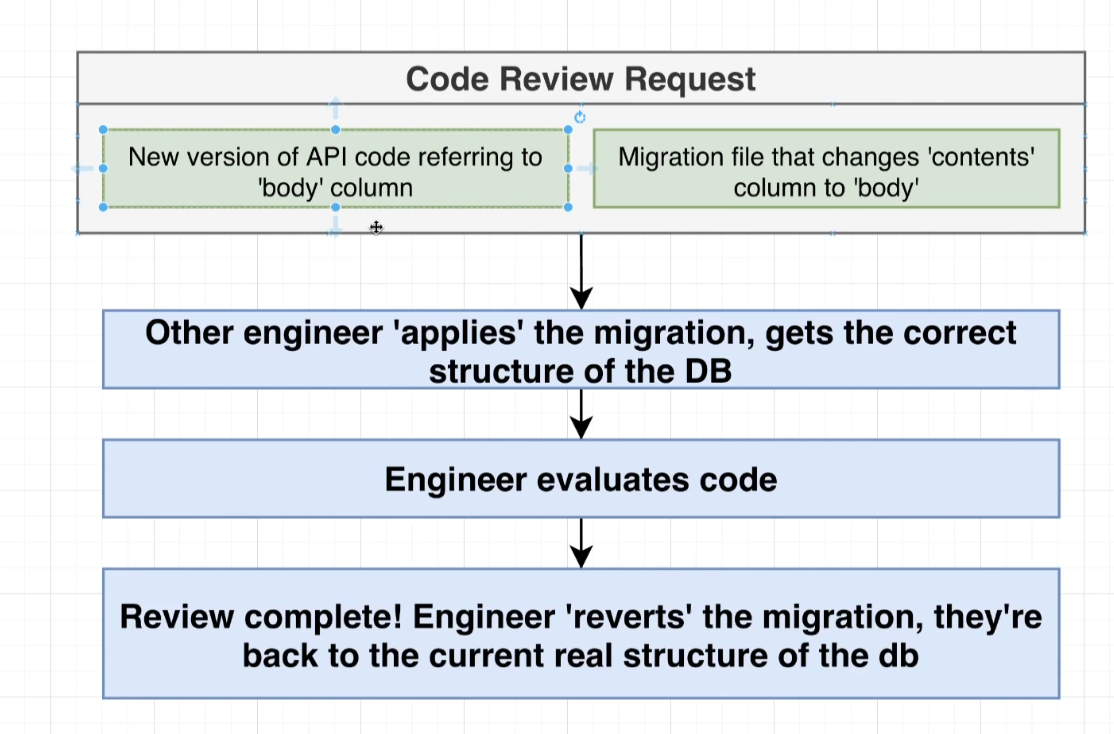 Code Review Request
New version of API code referring to
'body' column
Migration file that changes 'contents'
column to 'body'
Other engineer 'applies' the migration, gets the correct
structure of the DB
Engineer evaluates code
Review complete! Engineer 'reverts' the migration, they're
back to the current real structure of the db